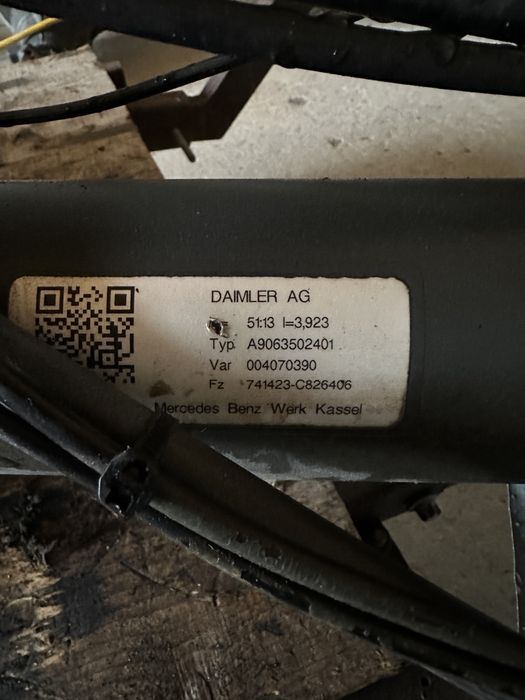 DAIMLER AG
51:13 I=3,923
Typ A9063502401
Var 004070390
Fz 741423-C826406
Mercedes Benz Werk Kassel